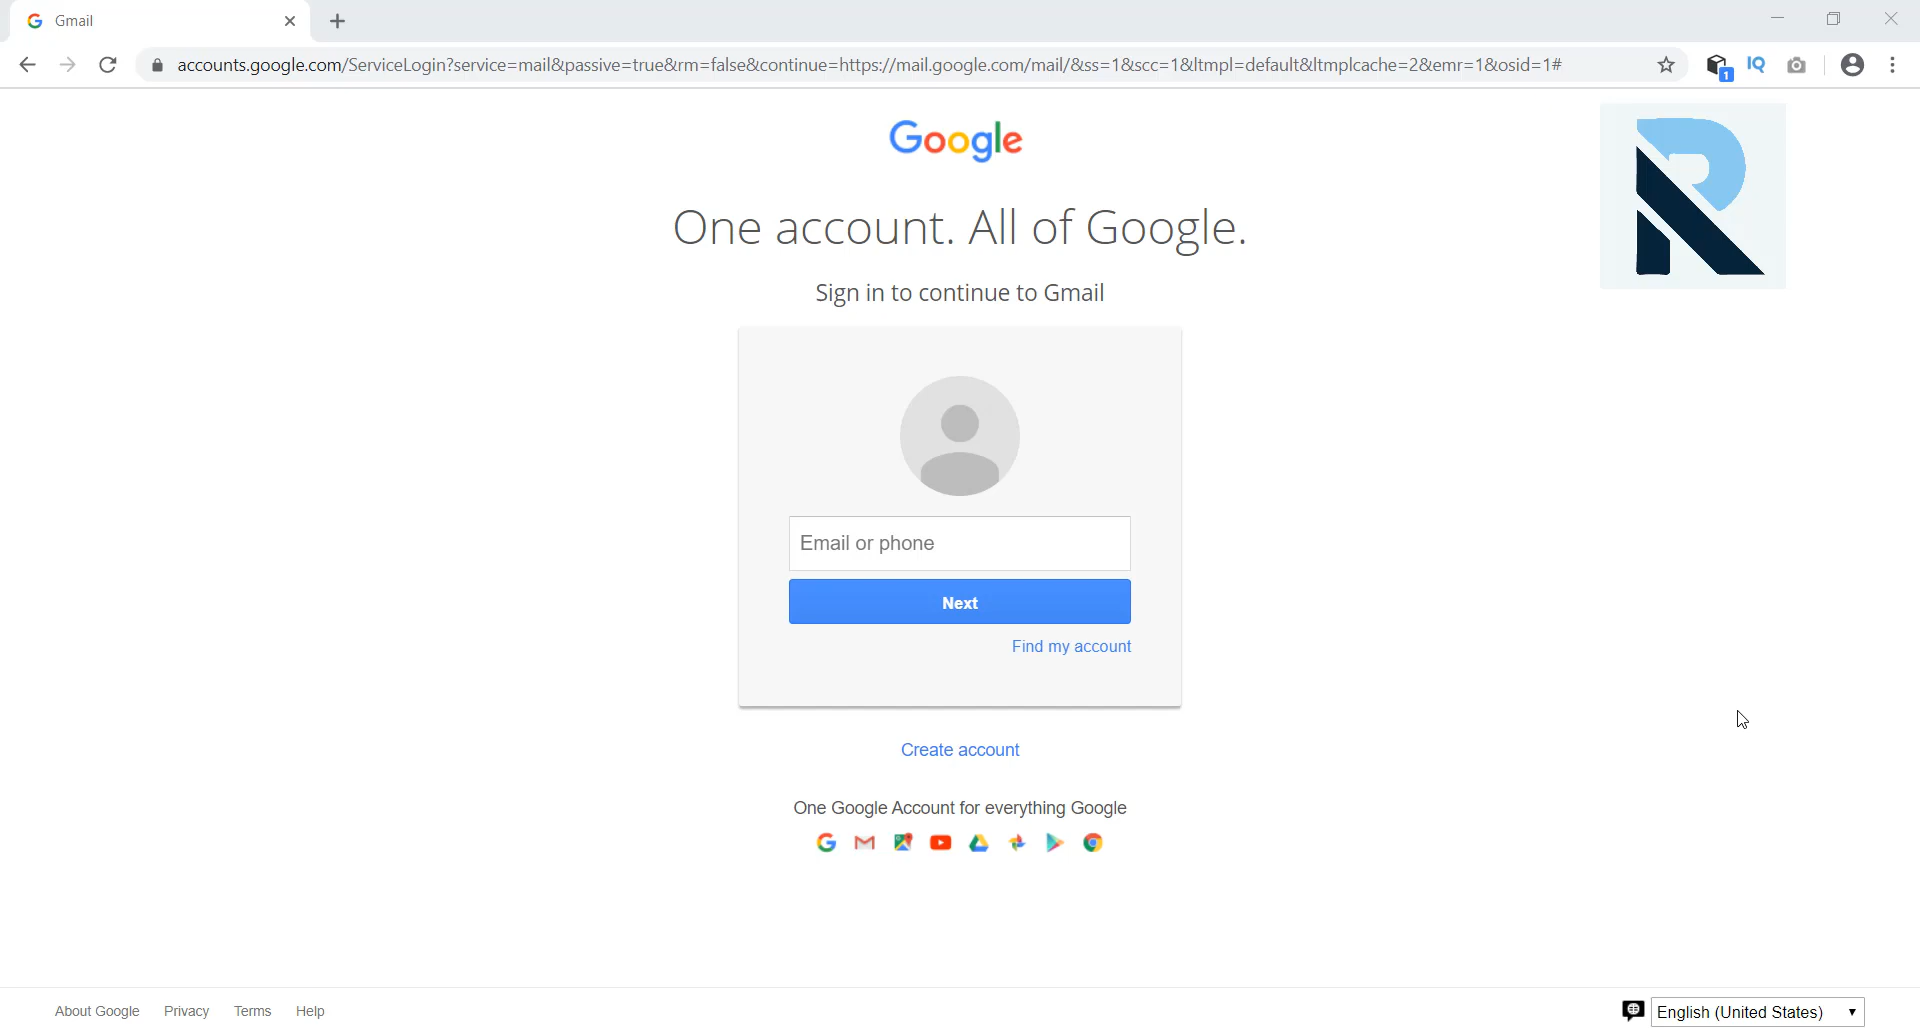 Gmail
accounts.google.com/ServiceLogin?service=mail&passive=true&rm=false&continue=https://mail.google.com/mail/&ss=1&scc=1&ltmpl=default&ltmplcache=2&emr=1&osid=1#
1
IQ
Google
R
One account. All of Google.
Sign in to continue to Gmail
Email or phone
Next
Find my account
Create account
One Google Account for everything Google
About Google Privacy Terms Help
English (United States)